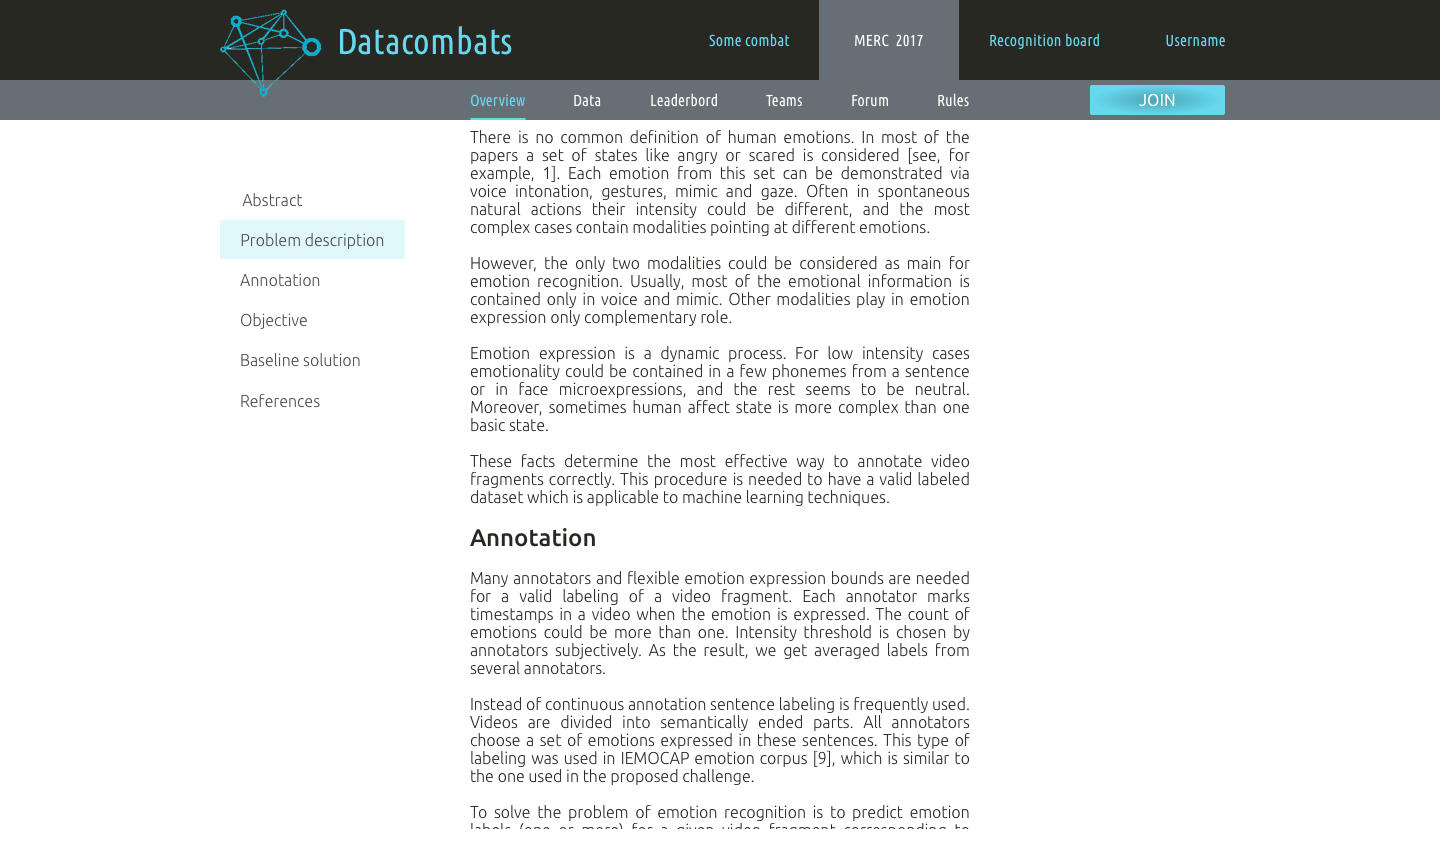 Datacombats
Some combat
MERC 2017
Recognition board
Username
Overview
Data
Leaderbord
Teams
Forum
Rules
JOIN
Abstract
Problem description
Annotation
Objective
Baseline solution
References
There is no common definition of human emotions. In most of the
papers a set of states like angry or scared is considered [see, for
example, 1]. Each emotion from this set can be demonstrated via
voice intonation, gestures, mimic and gaze. Often in spontaneous
natural actions their intensity could be different, and the most
complex cases contain modalities pointing at different emotions.
However, the only two modalities could be considered as main for
emotion recognition. Usually, most of the emotional information is
contained only in voice and mimic. Other modalities play in emotion
expression only complementary role.
Emotion expression is a dynamic process. For low intensity cases
emotionality could be contained in a few phonemes from a sentence
or in face microexpressions, and the rest seems to be neutral.
Moreover, sometimes human affect state is more complex than one
basic state.
These facts determine the most effective way to annotate video
fragments correctly. This procedure is needed to have a valid labeled
dataset which is applicable to machine learning techniques.
Annotation
Many annotators and flexible emotion expression bounds are needed
for a valid labeling of a video fragment. Each annotator marks
timestamps in a video when the emotion is expressed. The count of
emotions could be more than one. Intensity threshold is chosen by
annotators subjectively. As the result, we get averaged labels from
several annotators.
Instead of continuous annotation sentence labeling is frequently used.
Videos are divided into semantically ended parts. All annotators
choose a set of emotions expressed in these sentences. This type of
labeling was used in IEMOCAP emotion corpus [9], which is similar to
the one used in the proposed challenge.
To solve the problem of emotion recognition is to predict emotion
labels (one or more) for a given video fragment corresponding to